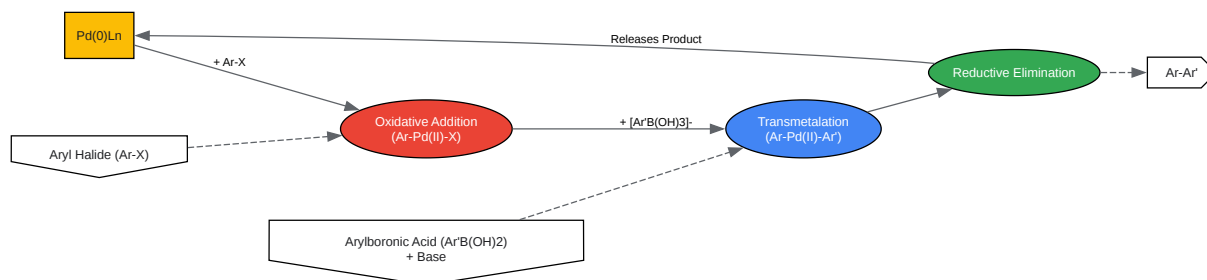 Pd(0)Ln
Releases Product
+ Ar-X
Reductive Elimination
Ar-Ar'
Oxidative Addition
(Ar-Pd(II)-X)
+ [Ar'B(OH)3]-
Transmetalation
(Ar-Pd(II)-Ar')
Aryl Halide (Ar-X)
Arylboronic Acid (Ar'B(OH)2)
+ Base